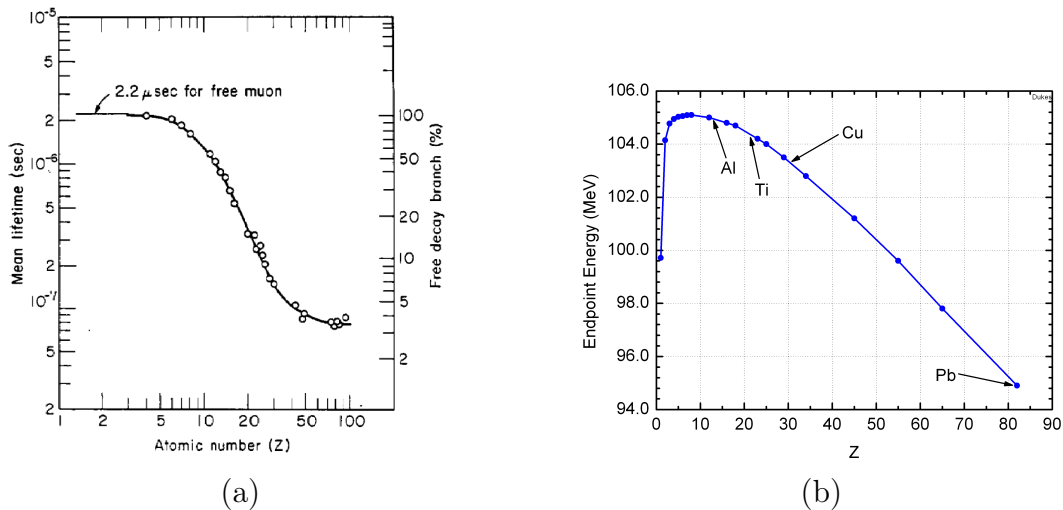 10⁻⁵
5
2
10⁻⁶
5
2
10⁻⁷
5
2
Mean lifetime (sec)
2.2 μsec for free muon
100
50
20
10
5
2
Free decay branch (%)
1 2 5 10 20 50 100
Atomic number (Z)
(a)
106.0
104.0
102.0
100.0
98.0
96.0
94.0
Endpoint Energy (MeV)
Dukes
Cu
Al
Ti
Pb
0 10 20 30 40 50 60 70 80 90
Z
(b)